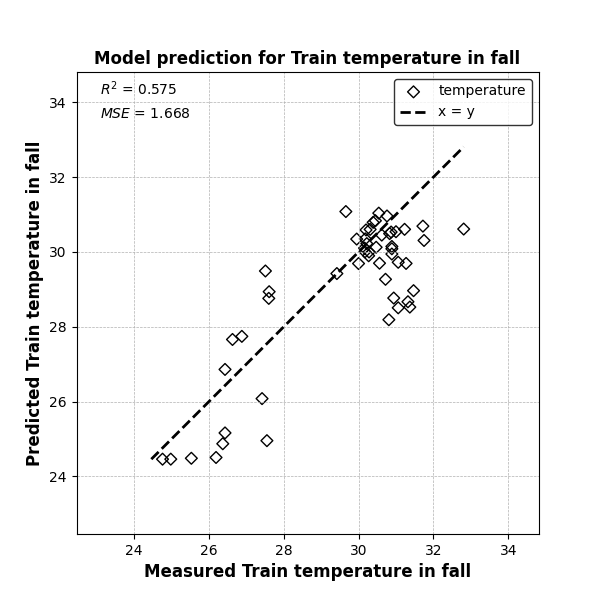 Model prediction for Train temperature in fall
R² = 0.575
MSE = 1.668
temperature
x = y
Predicted Train temperature in fall
34
32
30
28
26
24
24 26 28 30 32 34
Measured Train temperature in fall